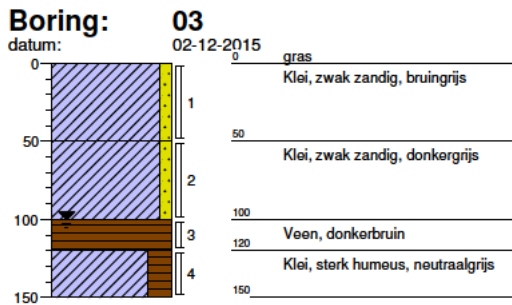 Boring: 03
datum: 02-12-2015
0 0 gras
Klei, zwak zandig, bruingrijs
1
50 50
Klei, zwak zandig, donkergrijs
2
100 100
3 Veen, donkerbruin
120
Klei, sterk humeus, neutraalgrijs
4
150 150